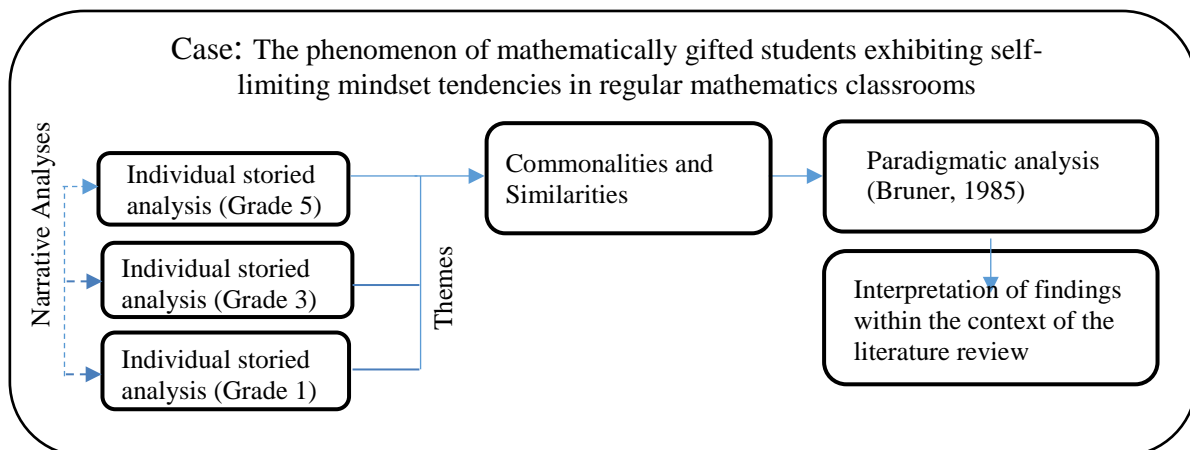 Case: The phenomenon of mathematically gifted students exhibiting self-
limiting mindset tendencies in regular mathematics classrooms
Narrative Analyses
Individual storied
analysis (Grade 5)
Individual storied
analysis (Grade 3)
Individual storied
analysis (Grade 1)
Themes
Commonalities and
Similarities
Paradigmatic analysis
(Bruner, 1985)
Interpretation of findings
within the context of the
literature review